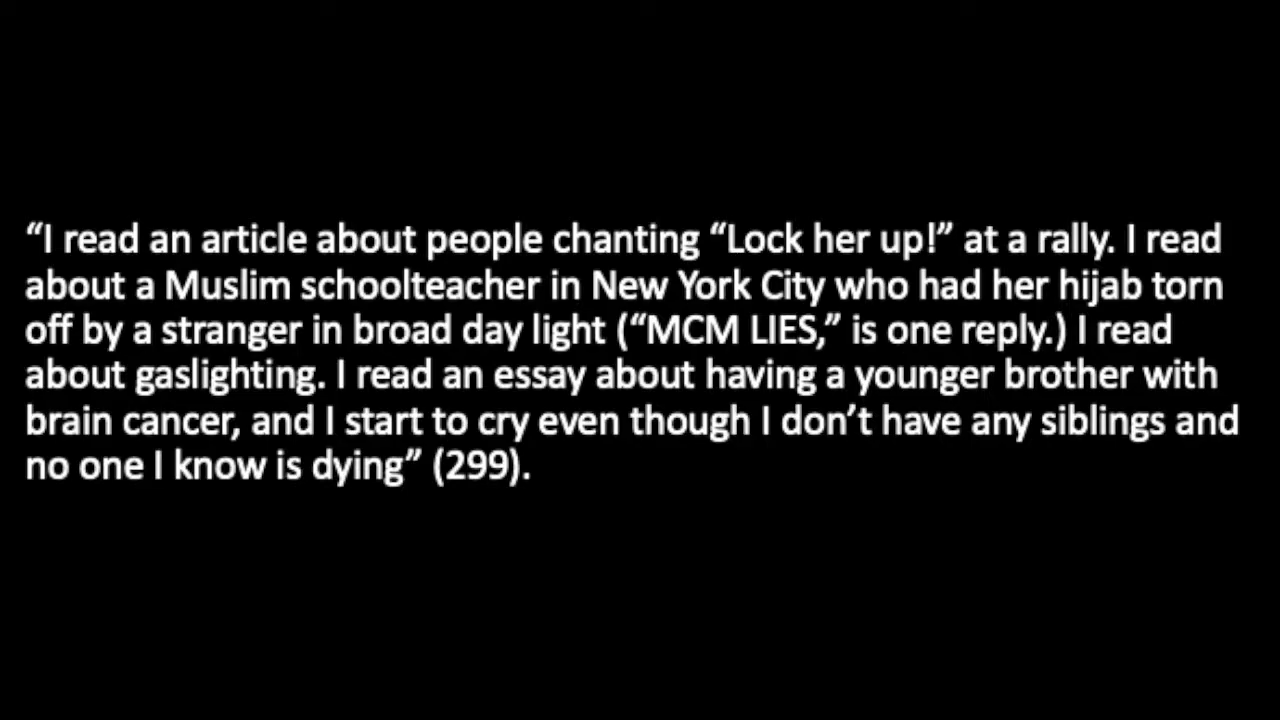 “I read an article about people chanting “Lock her up!” at a rally. I read
about a Muslim schoolteacher in New York City who had her hijab torn
off by a stranger in broad day light (“MCM LIES,” is one reply.) I read
about gaslighting. I read an essay about having a younger brother with
brain cancer, and I start to cry even though I don’t have any siblings and
no one I know is dying” (299).